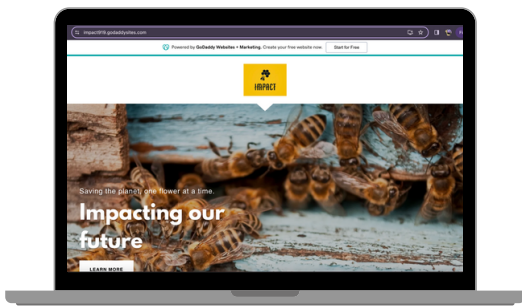 impact919.godaddysites.com
Powered by GoDaddy Websites + Marketing. Create your free website now.
Start for Free
IMPACT
Saving the planet, one flower at a time.
Impacting our
future
LEARN MORE